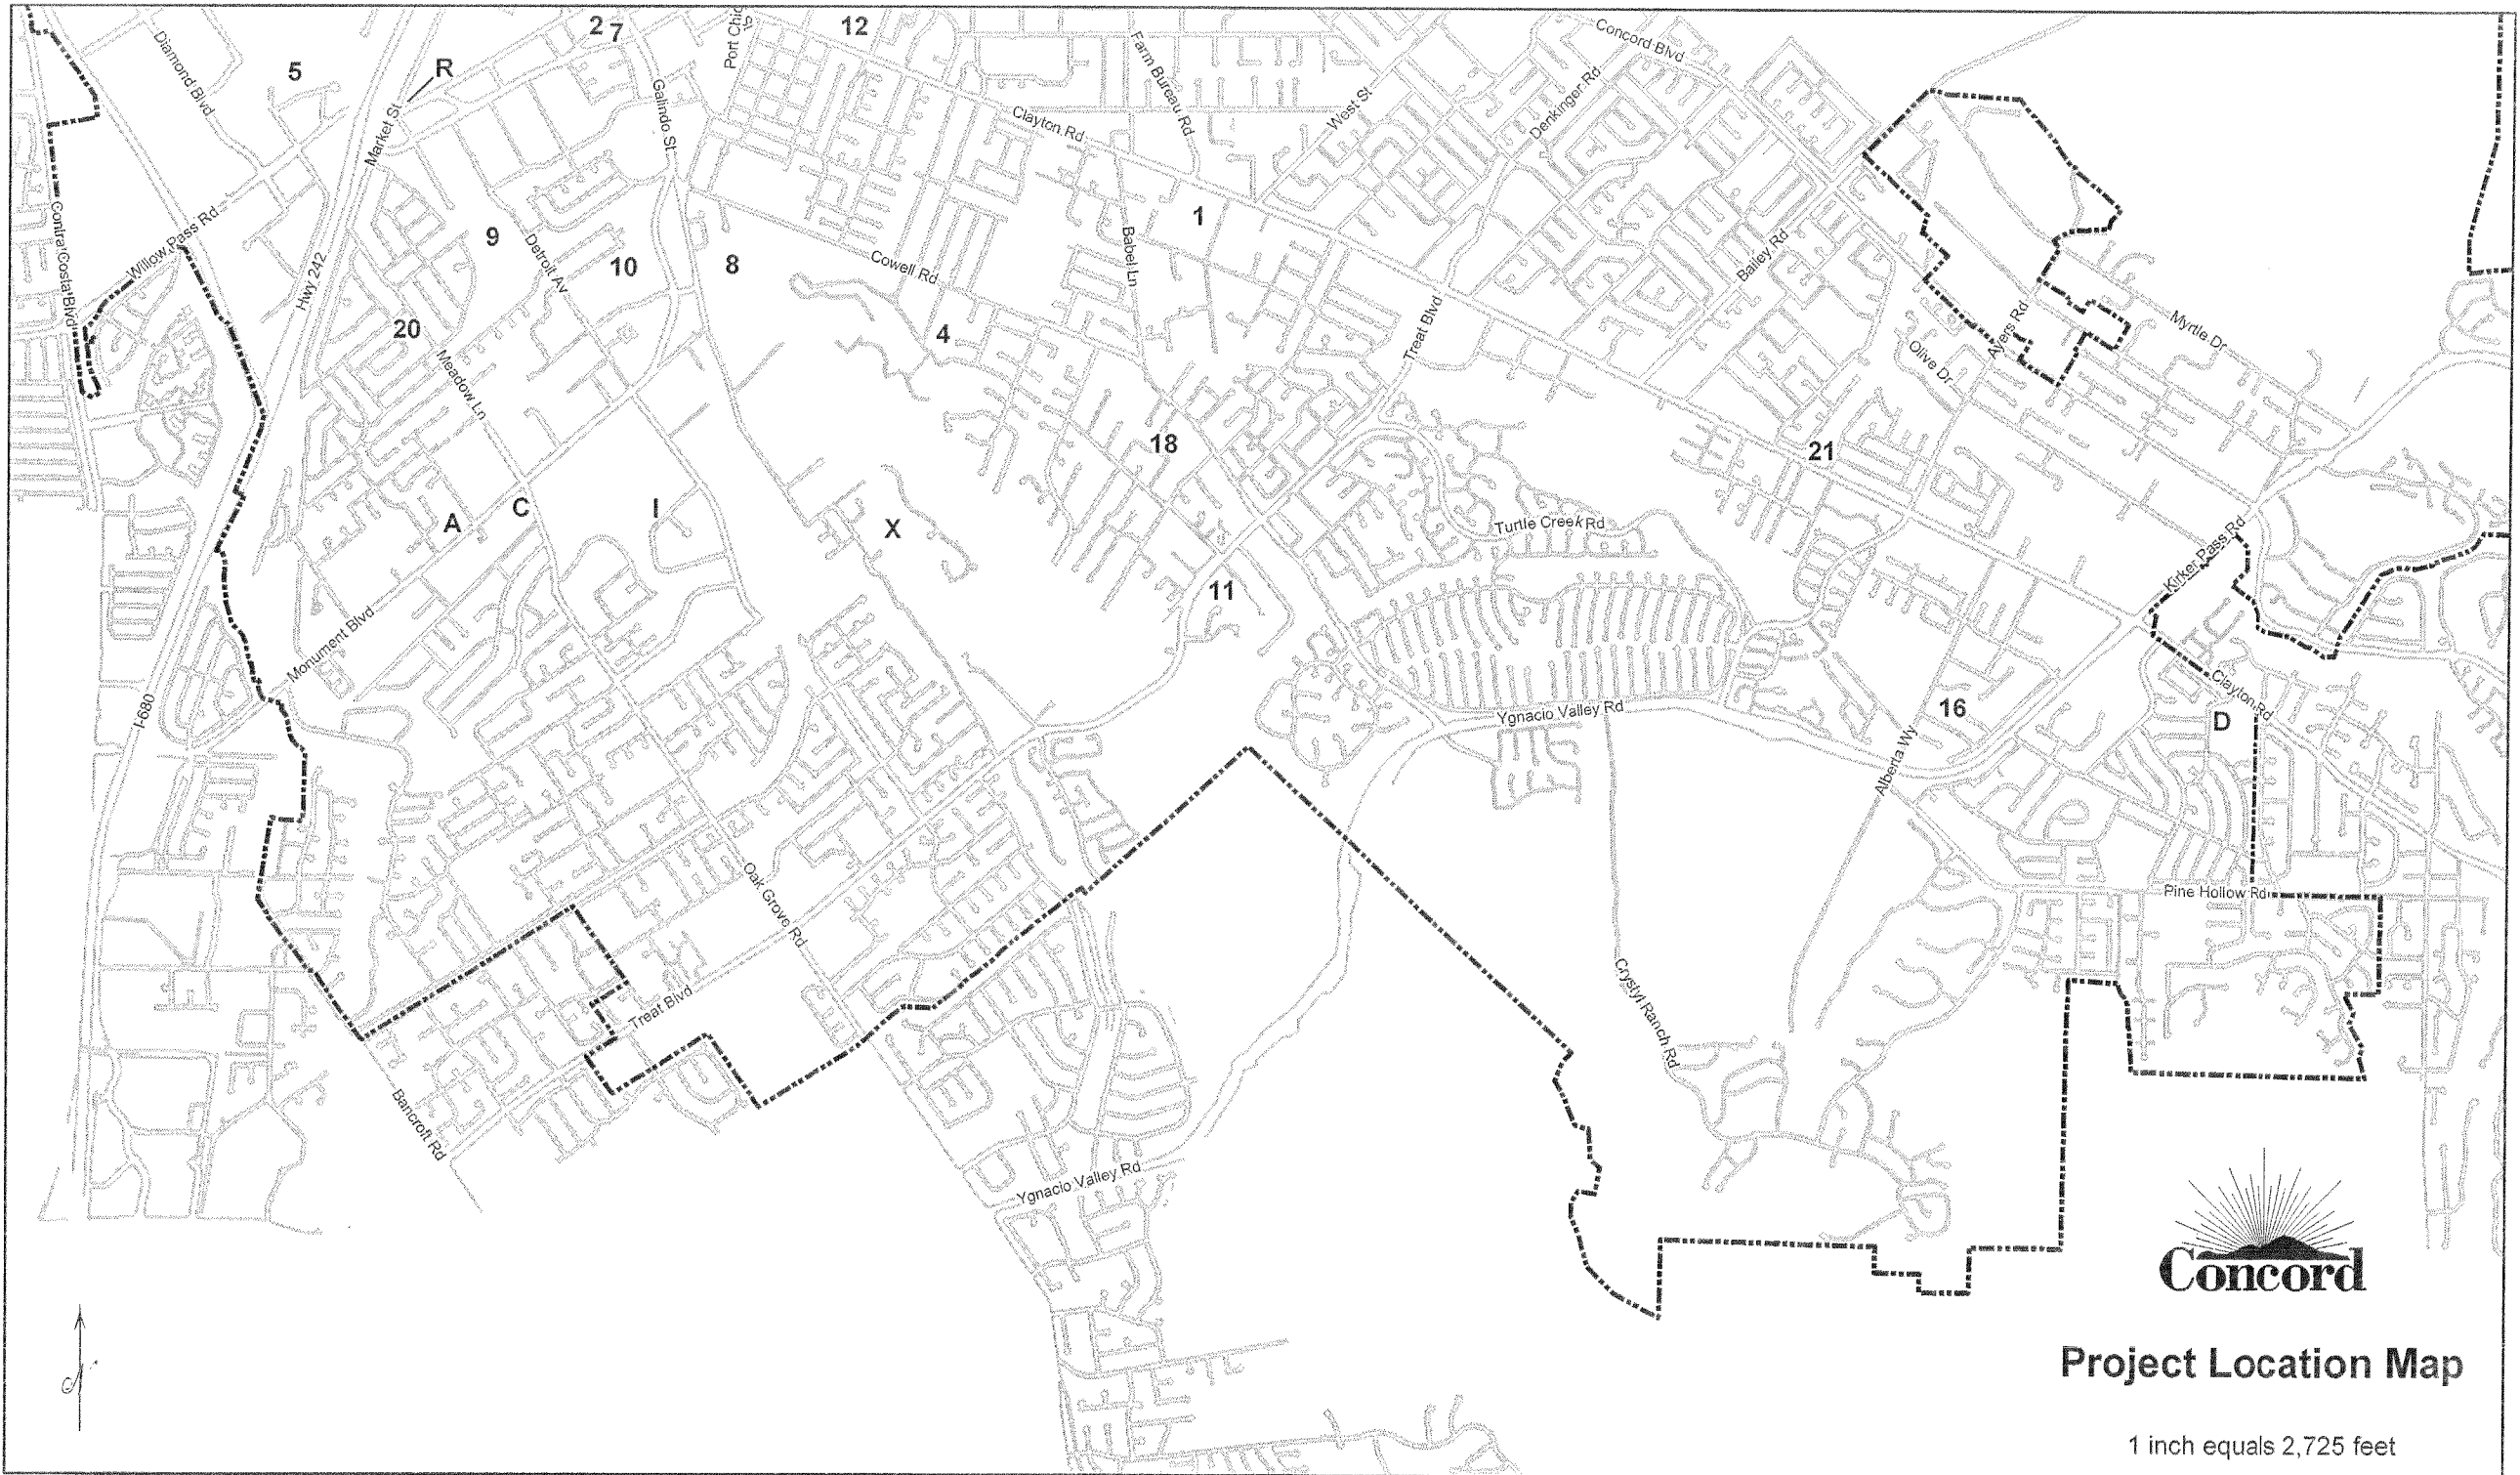 2
7
12
Port Chic
Diamond Blvd
5
R
Market St
Galindo St
Farm Bureau Rd
Concord Blvd
Denkinger Rd
West St
Clayton Rd
Contra Costa Blvd
Willow Pass Rd
Hwy 242
9
Detroit Av
10
8
Cowell Rd
Babel Ln
1
Bailey Rd
20
Meadow Ln
4
Treat Blvd
Olive Dr
Ayers Rd
Myrtle Dr
18
21
A
C
I
X
Turtle Creek Rd
Kirker Pass Rd
11
Monument Blvd
I-680
Ygnacio Valley Rd
Alberta Wy
16
Clayton Rd
D
Oak Grove Rd
Pine Hollow Rd
Treat Blvd
Crystyl Ranch Rd
Bancroft Rd
Ygnacio Valley Rd
Concord
Project Location Map
1 inch equals 2,725 feet